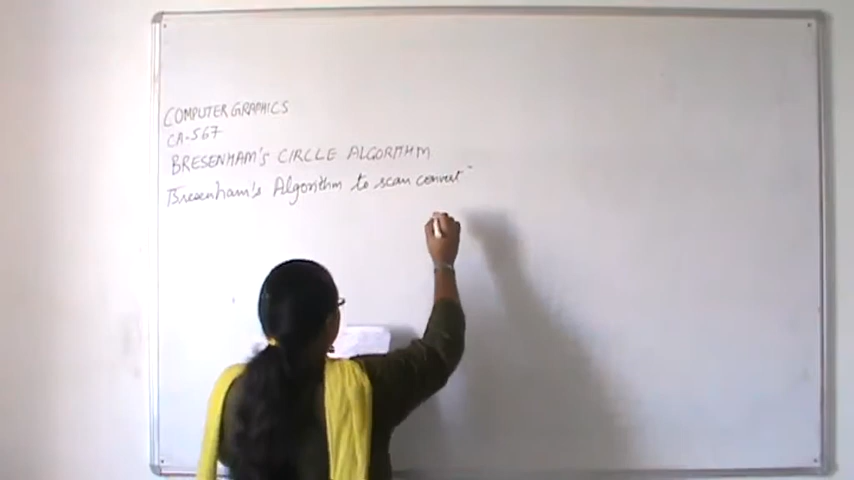 COMPUTER GRAPHICS
CA-567
BRESENHAM'S CIRCLE ALGORITHM
Bresenham's Algorithm to scan convert